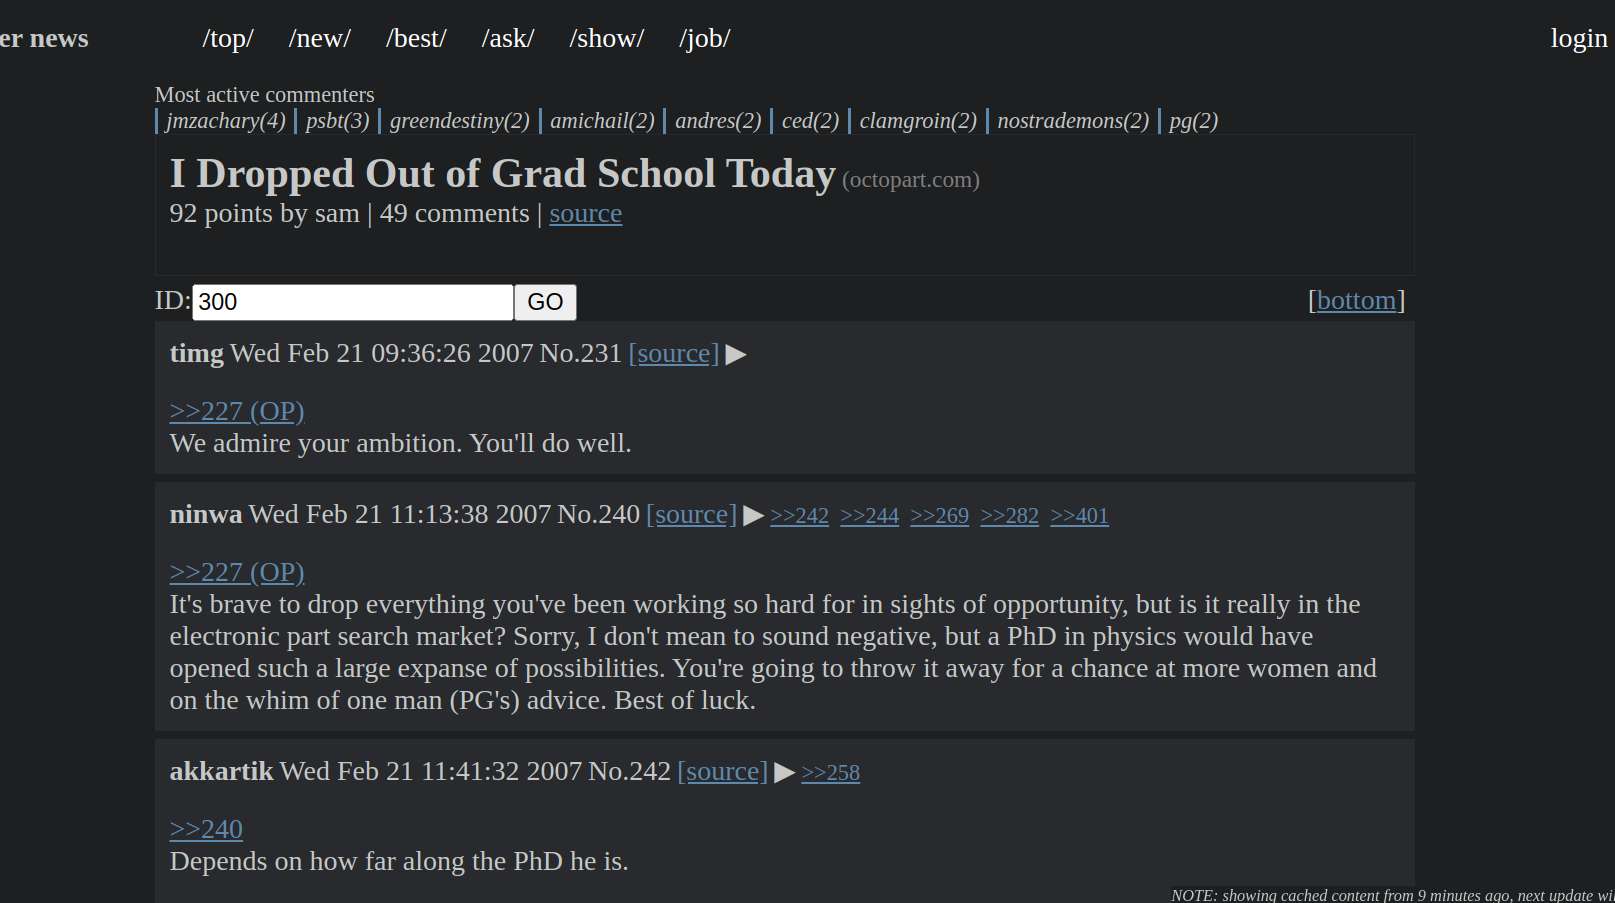 er news /top/ /new/ /best/ /ask/ /show/ /job/ login
Most active commenters
jmzachary(4) psbt(3) greendestiny(2) amichail(2) andres(2) ced(2) clamgroin(2) nostrademons(2) pg(2)
I Dropped Out of Grad School Today (octopart.com)
92 points by sam | 49 comments | source
ID: 300 GO [bottom]
timg Wed Feb 21 09:36:26 2007 No.231 [source] ▶
>>227 (OP)
We admire your ambition. You'll do well.
ninwa Wed Feb 21 11:13:38 2007 No.240 [source] ▶ >>242 >>244 >>269 >>282 >>401
>>227 (OP)
It's brave to drop everything you've been working so hard for in sights of opportunity, but is it really in the
electronic part search market? Sorry, I don't mean to sound negative, but a PhD in physics would have
opened such a large expanse of possibilities. You're going to throw it away for a chance at more women and
on the whim of one man (PG's) advice. Best of luck.
akkartik Wed Feb 21 11:41:32 2007 No.242 [source] ▶ >>258
>>240
Depends on how far along the PhD he is.
NOTE: showing cached content from 9 minutes ago, next update wi